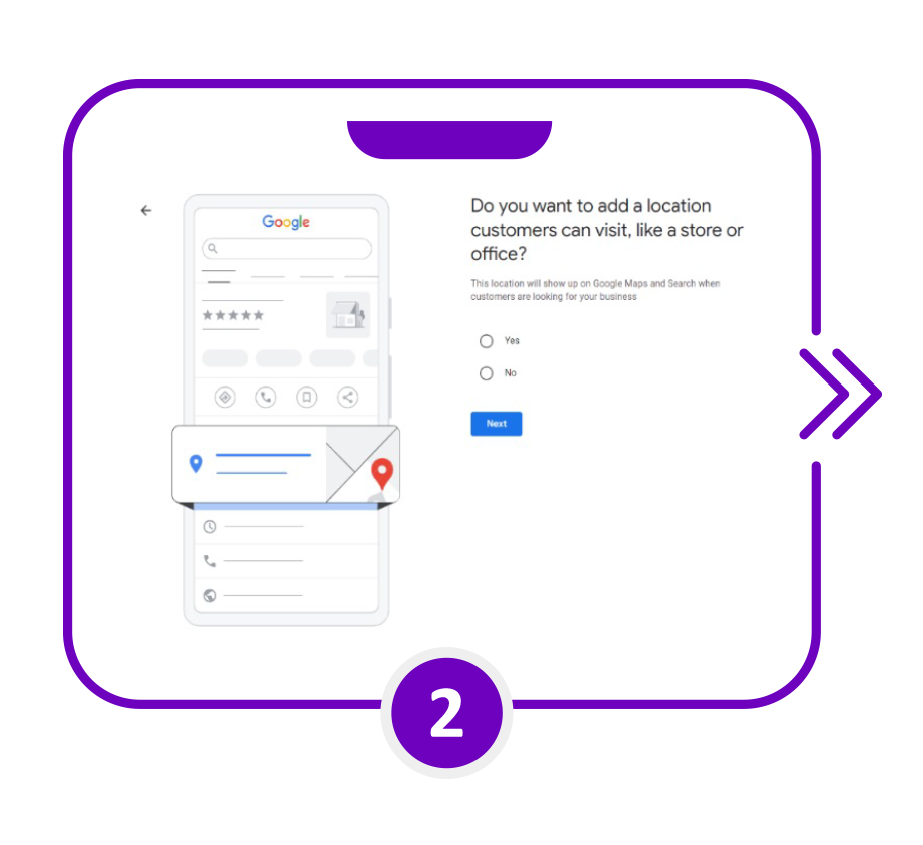 Google
Do you want to add a location
customers can visit, like a store or
office?
This location will show up on Google Maps and Search when
customers are looking for your business
Yes
No
Next
2